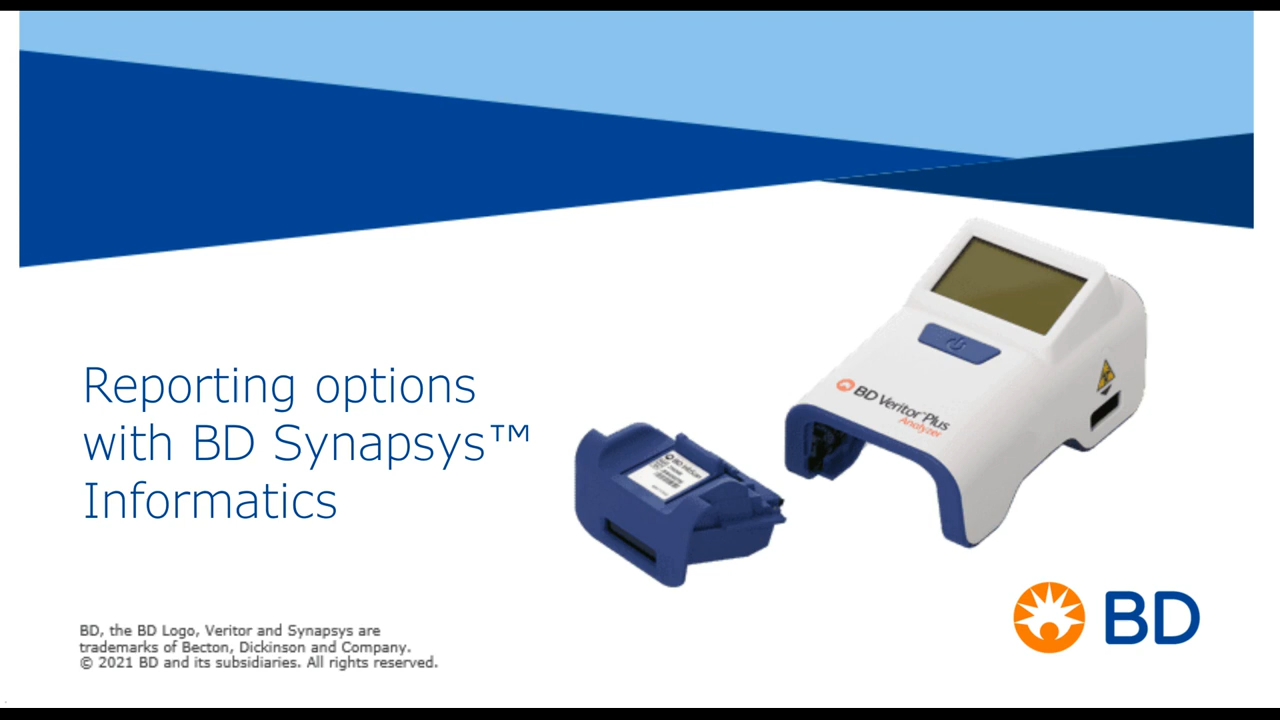 Reporting options
with BD Synapsys™
Informatics
BD Veritor™ Plus
Analyzer
BD, the BD Logo, Veritor and Synapsys are
trademarks of Becton, Dickinson and Company.
© 2021 BD and its subsidiaries. All rights reserved.
BD